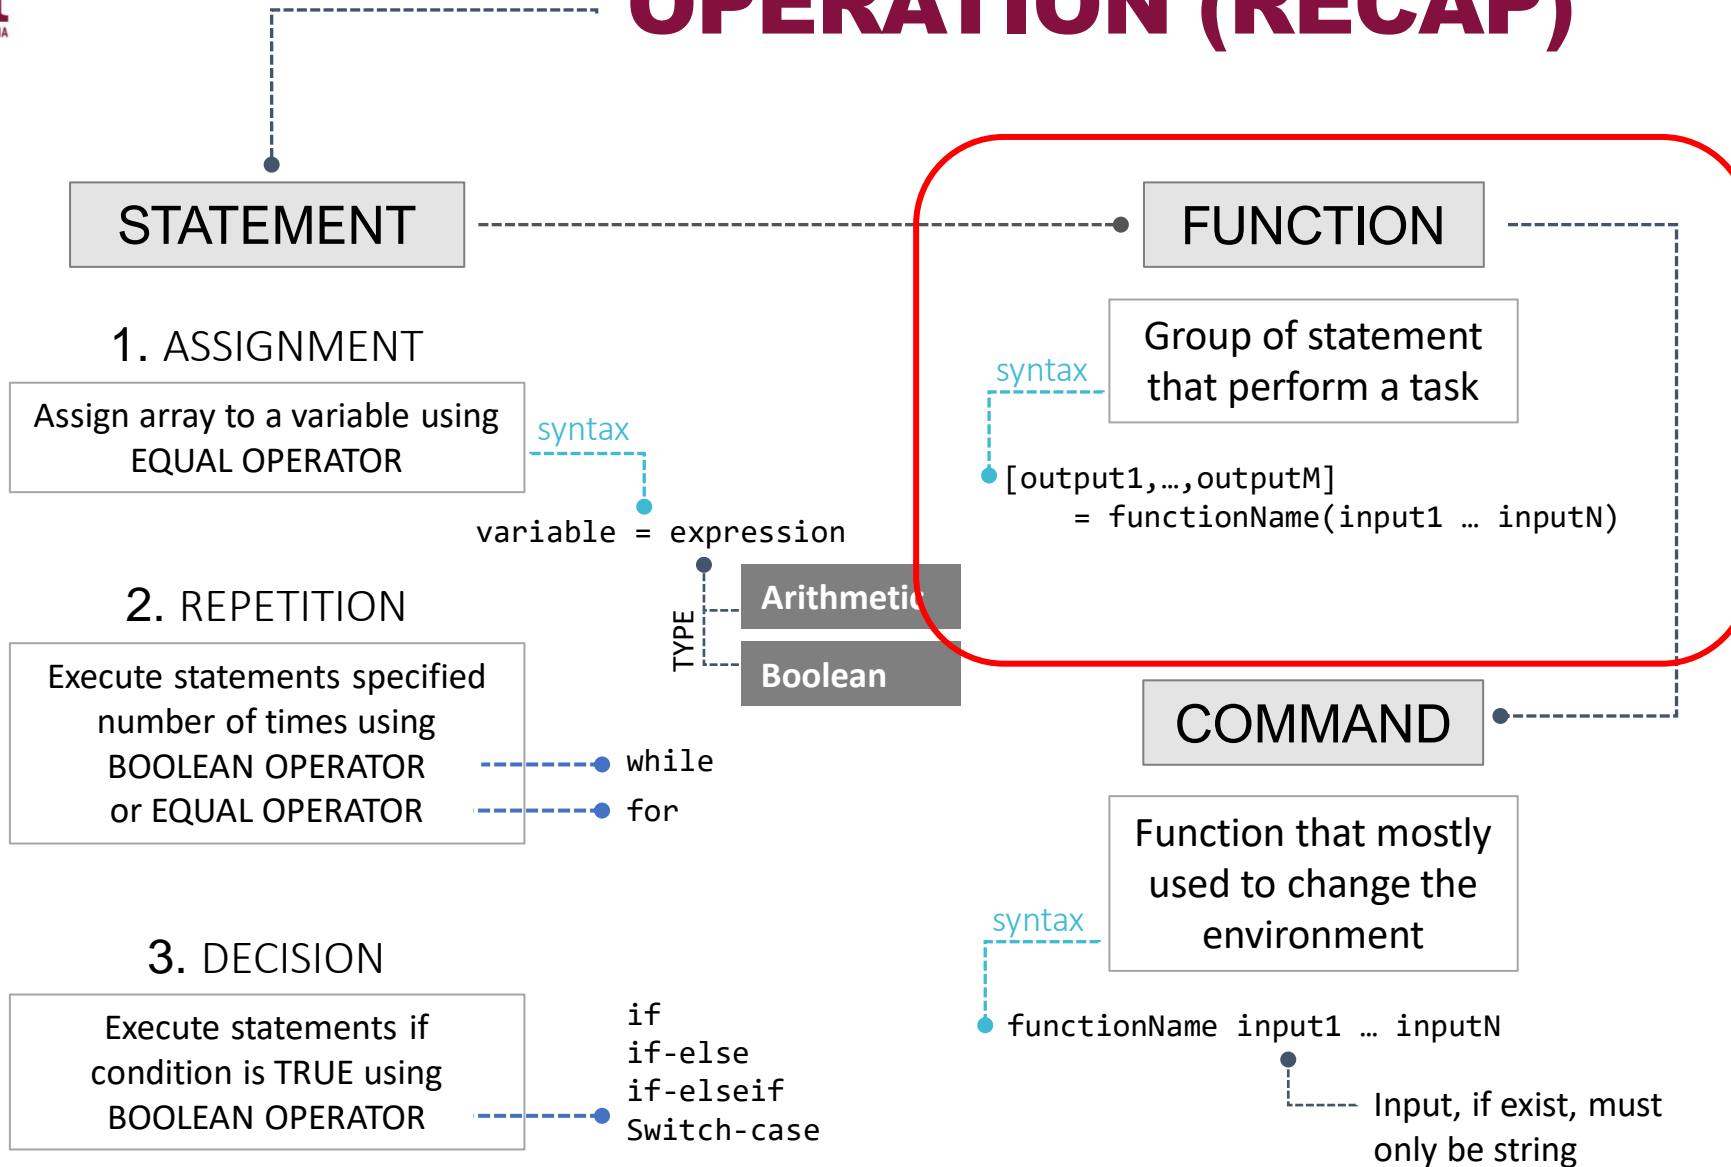 OPERATION (RECAP)
STATEMENT
1. ASSIGNMENT
Assign array to a variable using
EQUAL OPERATOR
syntax
variable = expression
TYPE
Arithmetic
Boolean
2. REPETITION
Execute statements specified
number of times using
BOOLEAN OPERATOR
or EQUAL OPERATOR
while
for
3. DECISION
Execute statements if
condition is TRUE using
BOOLEAN OPERATOR
if
if-else
if-elseif
Switch-case
FUNCTION
Group of statement
that perform a task
syntax
[output1,…,outputM]
= functionName(input1 … inputN)
COMMAND
Function that mostly
used to change the
environment
syntax
functionName input1 … inputN
Input, if exist, must
only be string